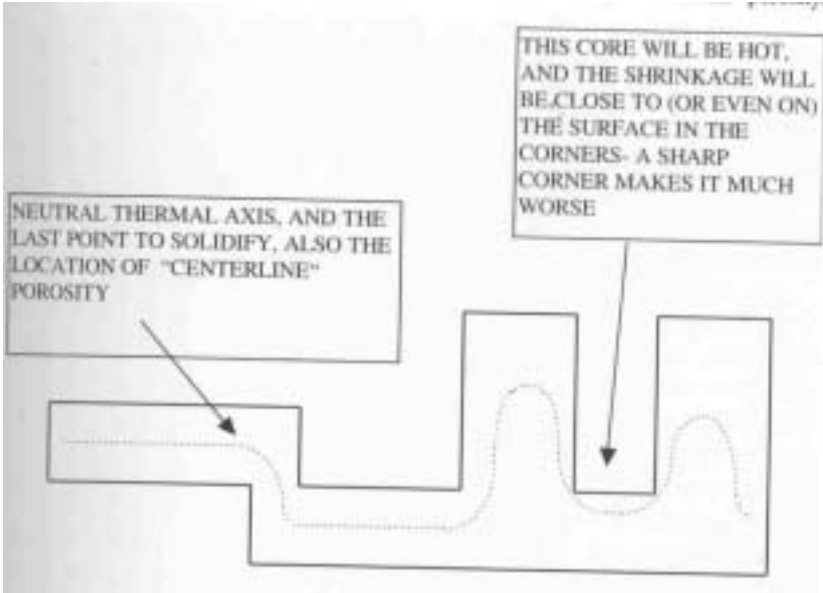 THIS CORE WILL BE HOT,
AND THE SHRINKAGE WILL
BE,CLOSE TO (OR EVEN ON)
THE SURFACE IN THE
CORNERS- A SHARP
CORNER MAKES IT MUCH
WORSE
NEUTRAL THERMAL AXIS, AND THE
LAST POINT TO SOLIDIFY, ALSO THE
LOCATION OF "CENTERLINE"
POROSITY